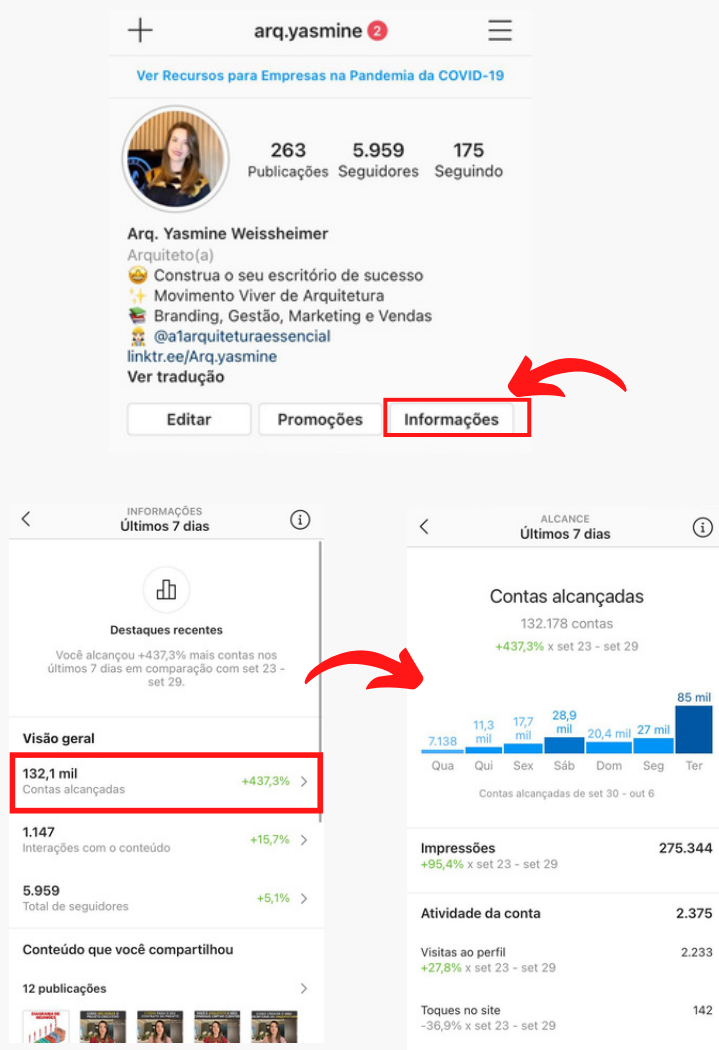 arq.yasmine 2
Ver Recursos para Empresas na Pandemia da COVID-19
263 5.959 175
Publicações Seguidores Seguindo
Arq. Yasmine Weissheimer
Arquiteto(a)
🤩 Construa o seu escritório de sucesso
✨ Movimento Viver de Arquitetura
📚 Branding, Gestão, Marketing e Vendas
👷‍♀️ @a1arquiteturaessencial
linktr.ee/Arq.yasmine
Ver tradução
Editar Promoções Informações
INFORMAÇÕES
Últimos 7 dias
Destaques recentes
Você alcançou +437,3% mais contas nos
últimos 7 dias em comparação com set 23 -
set 29.
Visão geral
132,1 mil
Contas alcançadas
+437,3%
1.147
Interações com o conteúdo
+15,7%
5.959
Total de seguidores
+5,1%
Conteúdo que você compartilhou
12 publicações
ALCANCE
Últimos 7 dias
Contas alcançadas
132.178 contas
+437,3% x set 23 - set 29
7.138
11,3
mil
17,7
mil
28,9
mil
20,4 mil
27 mil
85 mil
Qua Qui Sex Sáb Dom Seg Ter
Contas alcançadas de set 30 - out 6
Impressões 275.344
+95,4% x set 23 - set 29
Atividade da conta 2.375
Visitas ao perfil 2.233
+27,8% x set 23 - set 29
Toques no site 142
-36,9% x set 23 - set 29